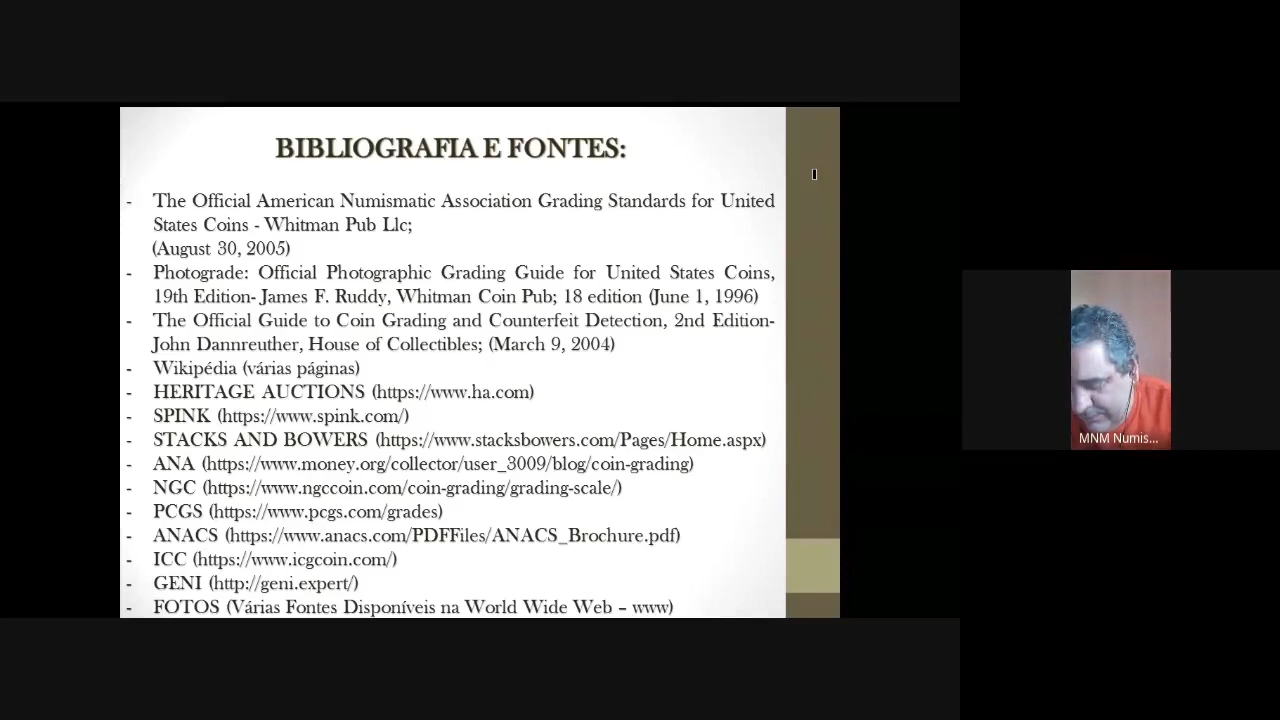 BIBLIOGRAFIA E FONTES:
- The Official American Numismatic Association Grading Standards for United
States Coins - Whitman Pub Llc;
(August 30, 2005)
- Photograde: Official Photographic Grading Guide for United States Coins,
19th Edition- James F. Ruddy, Whitman Coin Pub; 18 edition (June 1, 1996)
- The Official Guide to Coin Grading and Counterfeit Detection, 2nd Edition-
John Dannreuther, House of Collectibles; (March 9, 2004)
- Wikipédia (várias páginas)
- HERITAGE AUCTIONS (https://www.ha.com)
- SPINK (https://www.spink.com/)
- STACKS AND BOWERS (https://www.stacksbowers.com/Pages/Home.aspx)
- ANA (https://www.money.org/collector/user_3009/blog/coin-grading)
- NGC (https://www.ngccoin.com/coin-grading/grading-scale/)
- PCGS (https://www.pcgs.com/grades)
- ANACS (https://www.anacs.com/PDFFiles/ANACS_Brochure.pdf)
- ICC (https://www.icgcoin.com/)
- GENI (http://geni.expert/)
- FOTOS (Várias Fontes Disponíveis na World Wide Web – www)
MNM Numis...